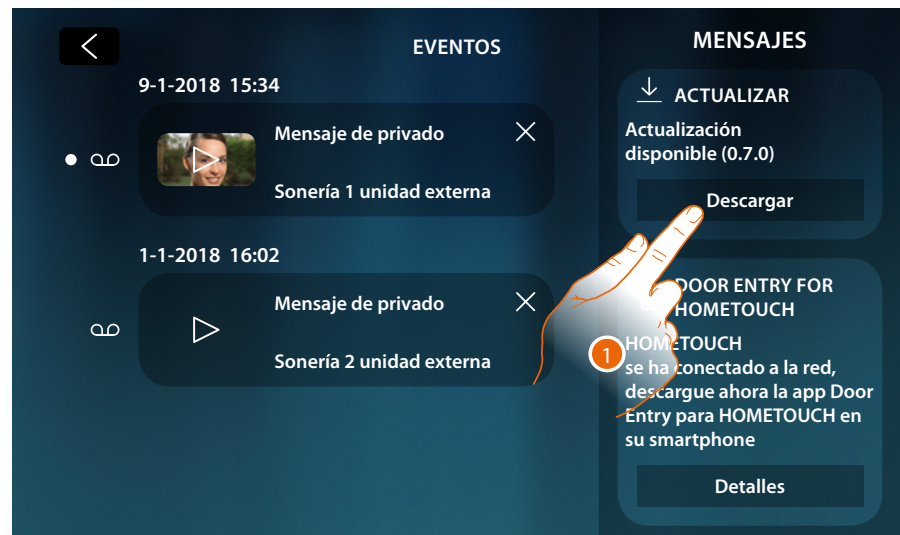 EVENTOS
9-1-2018 15:34
Mensaje de privado
Sonería 1 unidad externa
1-1-2018 16:02
Mensaje de privado
Sonería 2 unidad externa
MENSAJES
ACTUALIZAR
Actualización
disponible (0.7.0)
Descargar
DOOR ENTRY FOR
HOMETOUCH
1
HOMETOUCH
se ha conectado a la red,
descargue ahora la app Door
Entry para HOMETOUCH en
su smartphone
Detalles